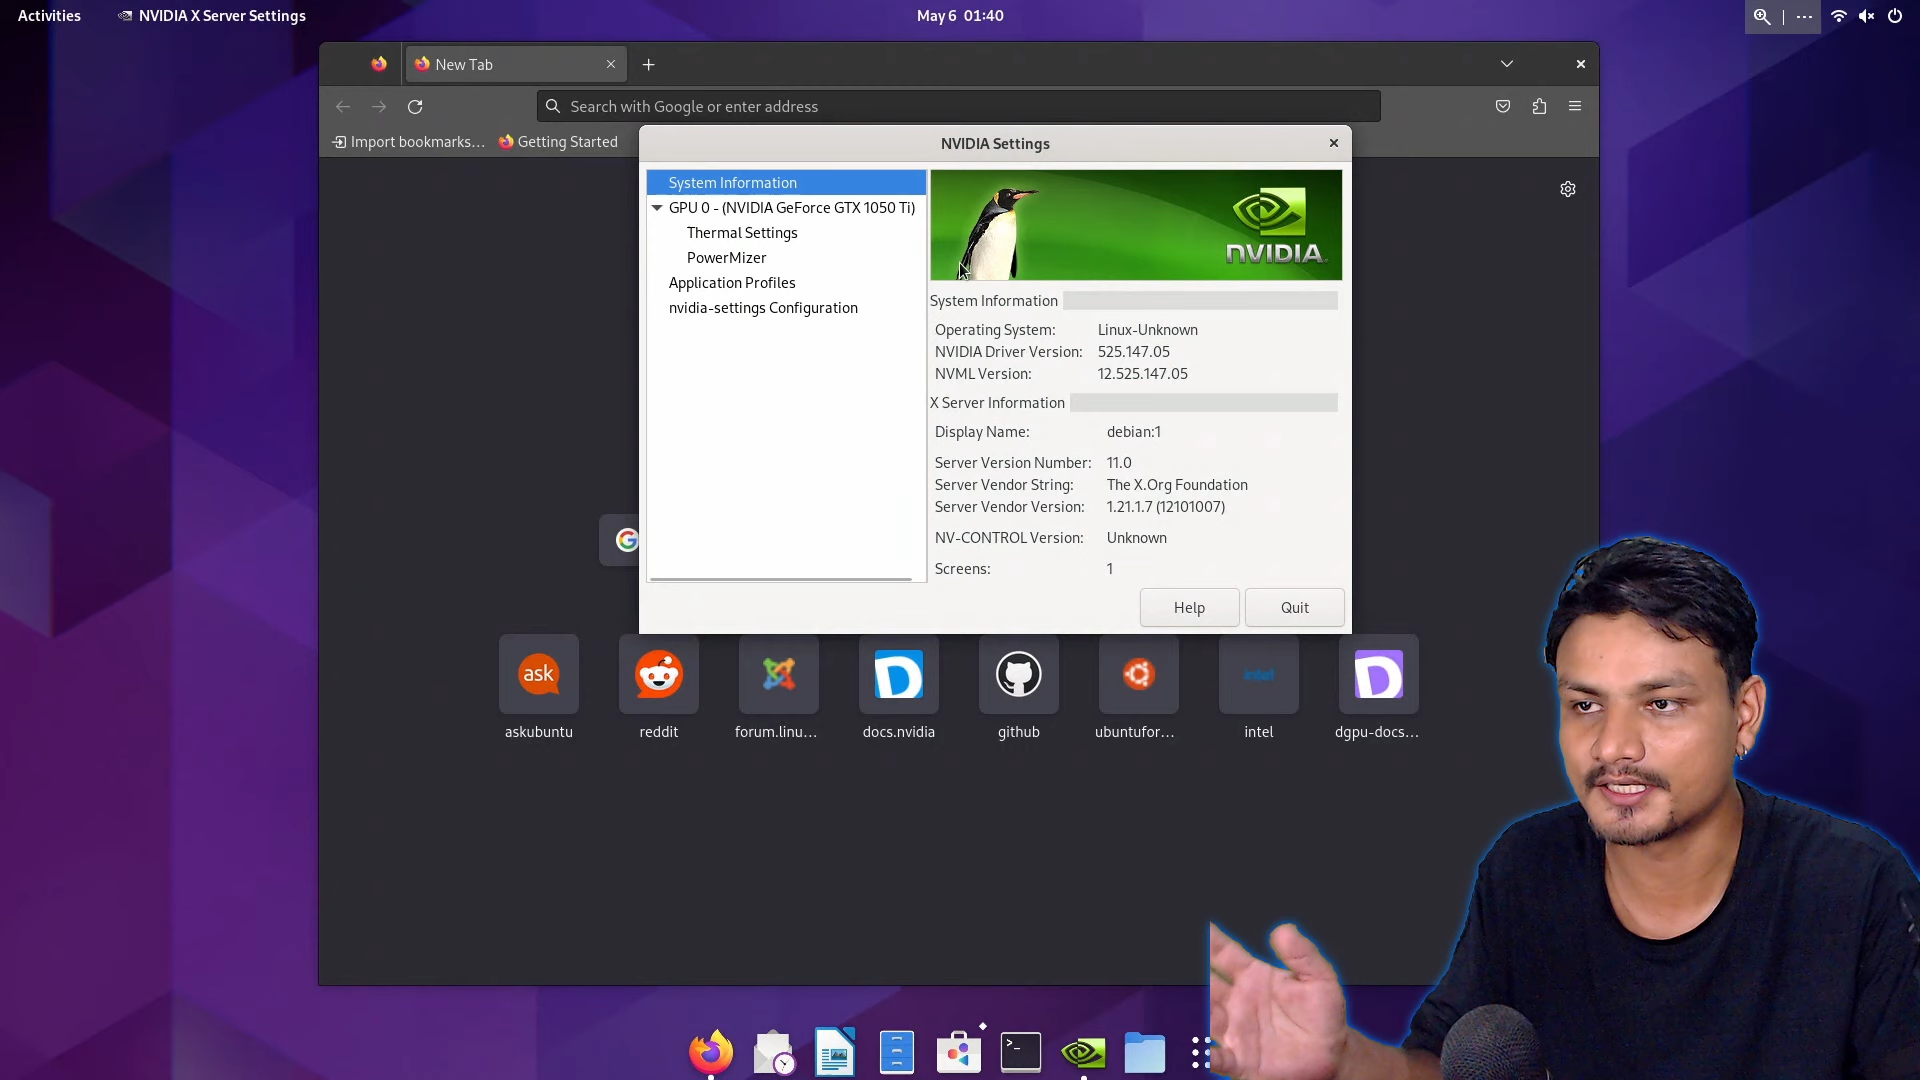 Activities
NVIDIA X Server Settings
May 6 01:40
New Tab
Search with Google or enter address
Import bookmarks…
Getting Started
NVIDIA Settings
System Information
GPU 0 - (NVIDIA GeForce GTX 1050 Ti)
Thermal Settings
PowerMizer
Application Profiles
nvidia-settings Configuration
NVIDIA.
System Information
Operating System: Linux-Unknown
NVIDIA Driver Version: 525.147.05
NVML Version: 12.525.147.05
X Server Information
Display Name: debian:1
Server Version Number: 11.0
Server Vendor String: The X.Org Foundation
Server Vendor Version: 1.21.1.7 (12101007)
NV-CONTROL Version: Unknown
Screens: 1
Help
Quit
ask
intel
askubuntu
reddit
forum.linu…
docs.nvidia
github
ubuntufor…
intel
dgpu-docs…